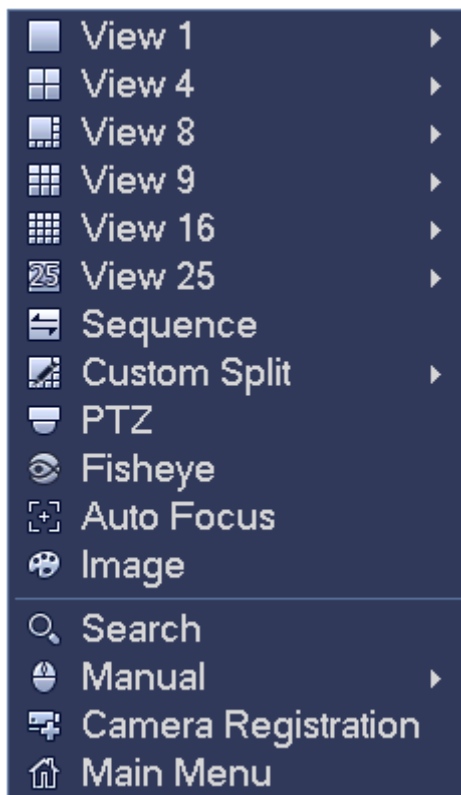 View 1
View 4
View 8
View 9
View 16
25 View 25
Sequence
Custom Split
PTZ
Fisheye
Auto Focus
Image
Search
Manual
Camera Registration
Main Menu